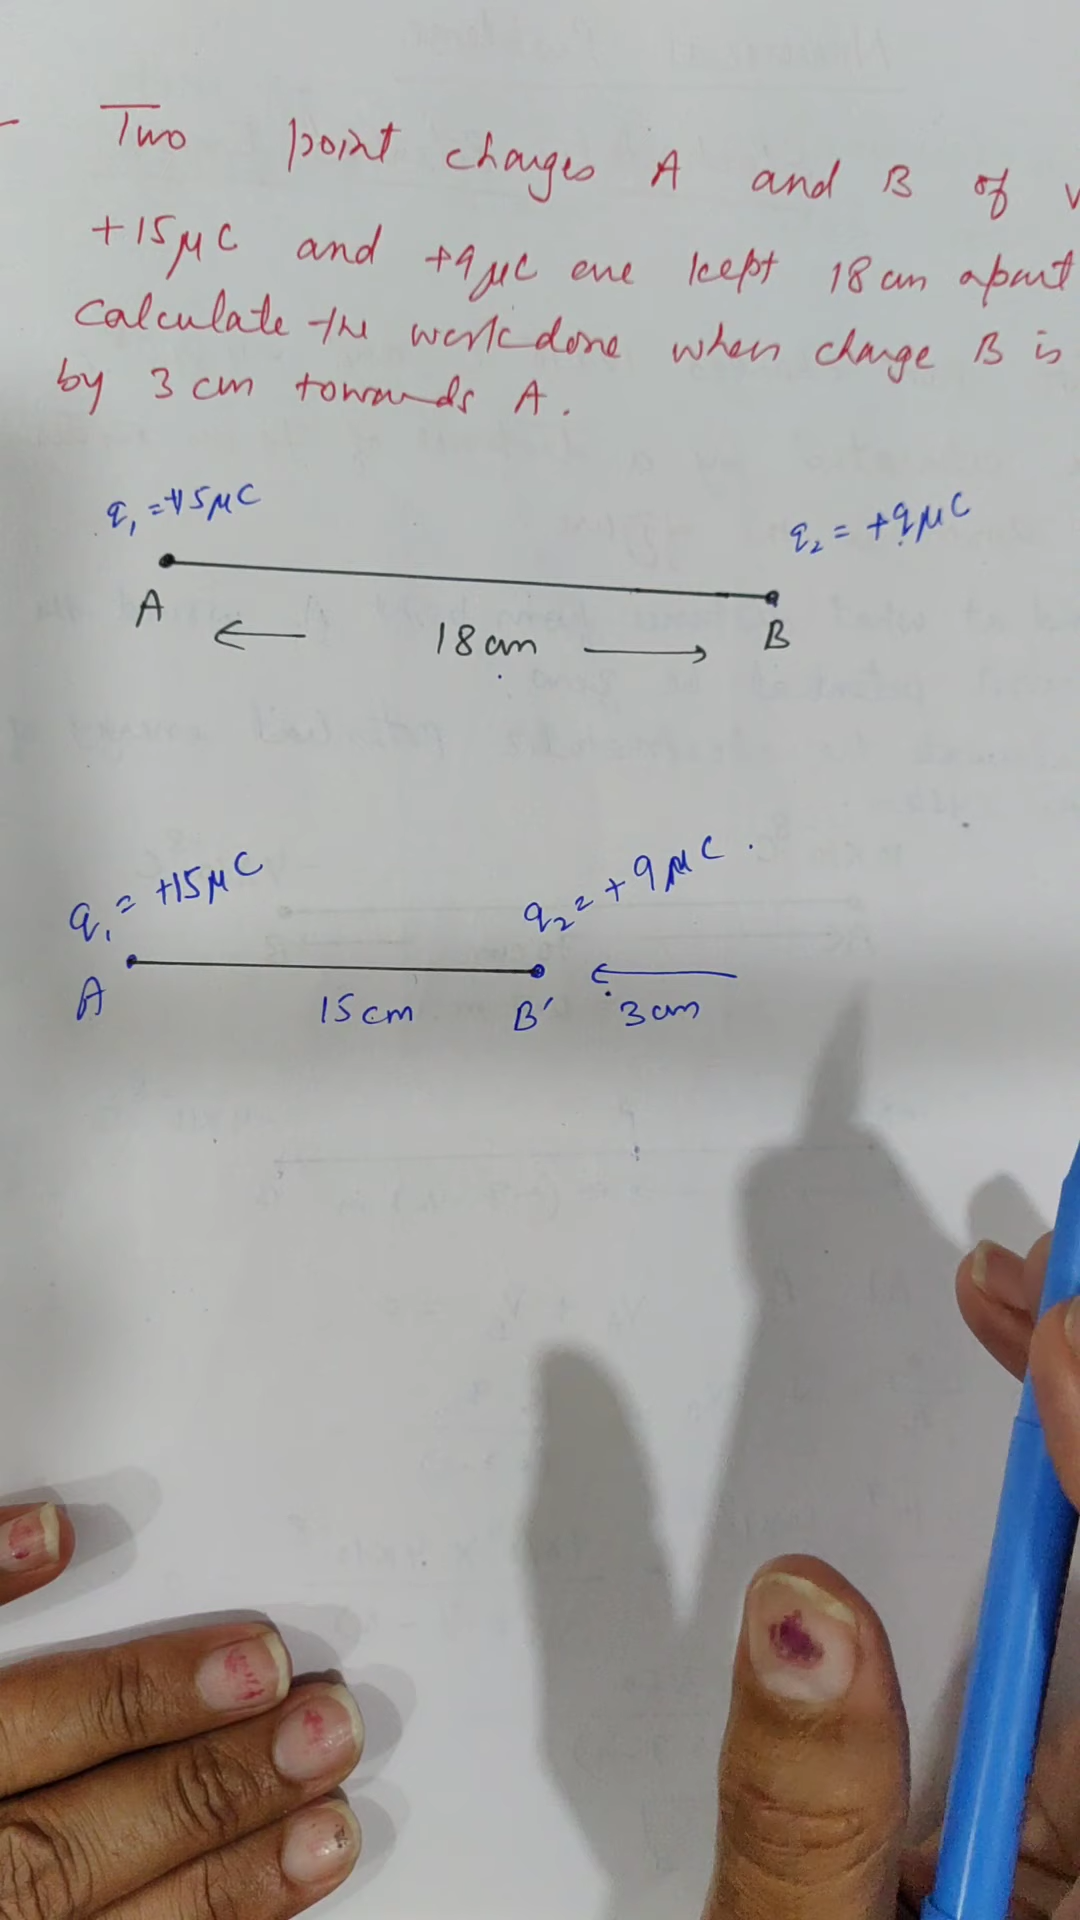 Two point charges A and B of v
+15μC and +9μC are kept 18 cm apart
Calculate the work done when charge B is
by 3 cm towards A.
q₁ = +15μC
q₂ = +9μC
A
18 cm
B
q₁ = +15μC
q₂ = +9μC.
A
15 cm
B′
3 cm